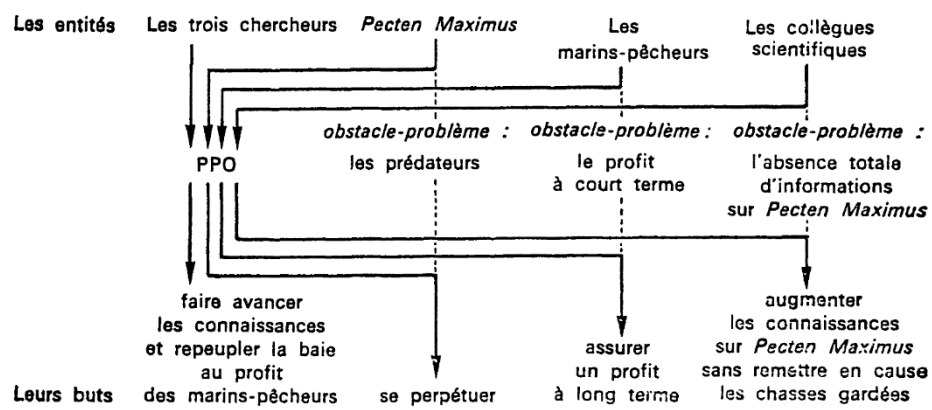 Les entités
Les trois chercheurs
Pecten Maximus
Les
marins-pêcheurs
Les collègues
scientifiques
obstacle-problème :
les prédateurs
obstacle-problème :
le profit
à court terme
obstacle-problème :
l'absence totale
d'informations
sur Pecten Maximus
PPO
faire avancer
les connaissances
et repeupler la baie
au profit
des marins-pêcheurs
se perpétuer
assurer
un profit
à long terme
augmenter
les connaissances
sur Pecten Maximus
sans remettre en cause
les chasses gardées
Leurs buts